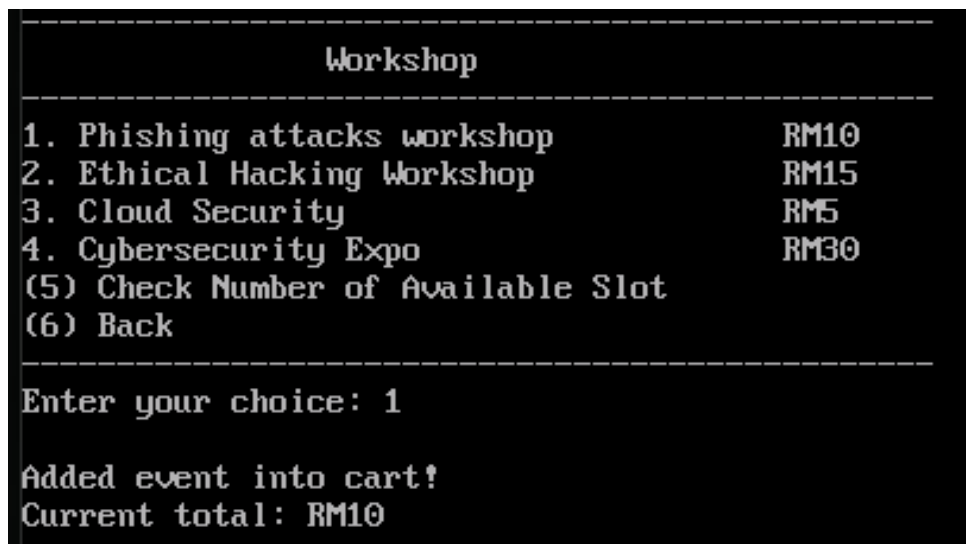 ------------------------------------------------
Workshop
------------------------------------------------
1. Phishing attacks workshop RM10
2. Ethical Hacking Workshop RM15
3. Cloud Security RM5
4. Cybersecurity Expo RM30
(5) Check Number of Available Slot
(6) Back
------------------------------------------------
Enter your choice: 1
Added event into cart!
Current total: RM10